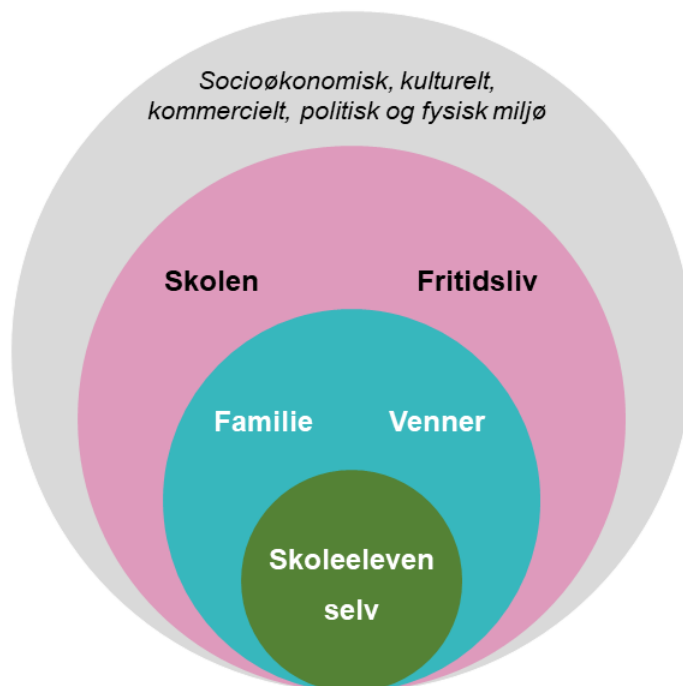 Socioøkonomisk, kulturelt,
kommercielt, politisk og fysisk miljø
Skolen Fritidsliv
Familie Venner
Skoleeleven
selv